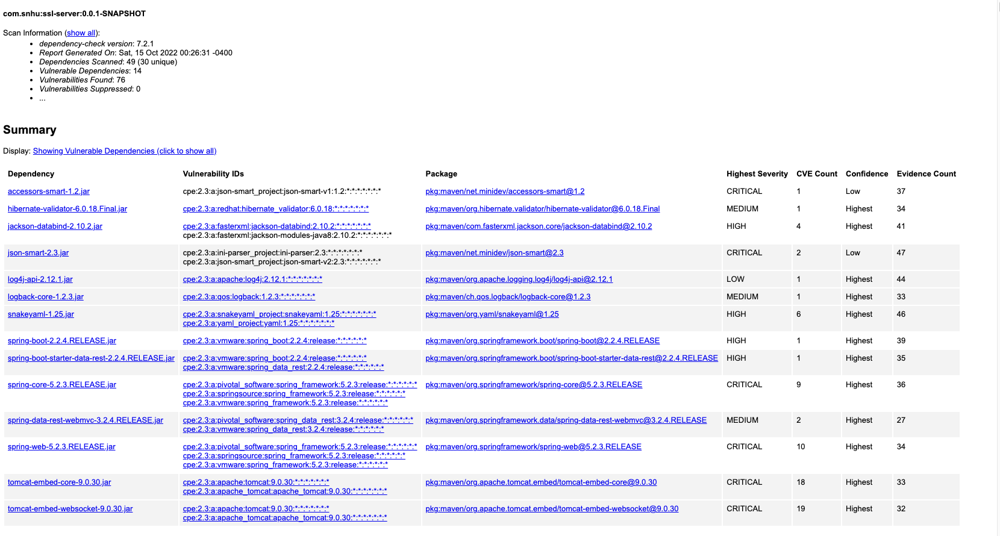 com.snhu:ssl-server:0.0.1-SNAPSHOT
Scan Information (show all):
• dependency-check version: 7.2.1
• Report Generated On: Sat, 15 Oct 2022 00:26:31 -0400
• Dependencies Scanned: 49 (30 unique)
• Vulnerable Dependencies: 14
• Vulnerabilities Found: 76
• Vulnerabilities Suppressed: 0
• ...
Summary
Display: Showing Vulnerable Dependencies (click to show all)
Dependency Vulnerability IDs Package Highest Severity CVE Count Confidence Evidence Count
accessors-smart-1.2.jar cpe:2.3:a:json-smart_project:json-smart-v1:1.2:*:*:*:*:*:*:* pkg:maven/net.minidev/accessors-smart@1.2 CRITICAL 1 Low 37
hibernate-validator-6.0.18.Final.jar cpe:2.3:a:redhat:hibernate_validator:6.0.18:*:*:*:*:*:*:* pkg:maven/org.hibernate.validator/hibernate-validator@6.0.18.Final MEDIUM 1 Highest 34
jackson-databind-2.10.2.jar cpe:2.3:a:fasterxml:jackson-databind:2.10.2:*:*:*:*:*:*:* pkg:maven/com.fasterxml.jackson.core/jackson-databind@2.10.2 HIGH 4 Highest 41
cpe:2.3:a:fasterxml:jackson-modules-java8:2.10.2:*:*:*:*:*:*:*
json-smart-2.3.jar cpe:2.3:a:ini-parser_project:ini-parser:2.3:*:*:*:*:*:*:* pkg:maven/net.minidev/json-smart@2.3 CRITICAL 2 Low 47
cpe:2.3:a:json-smart_project:json-smart-v2:2.3:*:*:*:*:*:*:*
log4j-api-2.12.1.jar cpe:2.3:a:apache:log4j:2.12.1:*:*:*:*:*:*:* pkg:maven/org.apache.logging.log4j/log4j-api@2.12.1 LOW 1 Highest 44
logback-core-1.2.3.jar cpe:2.3:a:qos:logback:1.2.3:*:*:*:*:*:*:* pkg:maven/ch.qos.logback/logback-core@1.2.3 MEDIUM 1 Highest 33
snakeyaml-1.25.jar cpe:2.3:a:snakeyaml_project:snakeyaml:1.25:*:*:*:*:*:*:* pkg:maven/org.yaml/snakeyaml@1.25 HIGH 6 Highest 46
cpe:2.3:a:yaml_project:yaml:1.25:*:*:*:*:*:*:*
spring-boot-2.2.4.RELEASE.jar cpe:2.3:a:vmware:spring_boot:2.2.4:release:*:*:*:*:*:* pkg:maven/org.springframework.boot/spring-boot@2.2.4.RELEASE HIGH 1 Highest 39
spring-boot-starter-data-rest-2.2.4.RELEASE.jar cpe:2.3:a:vmware:spring_boot:2.2.4:release:*:*:*:*:*:* pkg:maven/org.springframework.boot/spring-boot-starter-data-rest@2.2.4.RELEASE HIGH 1 Highest 35
cpe:2.3:a:vmware:spring_data_rest:2.2.4:release:*:*:*:*:*:*
spring-core-5.2.3.RELEASE.jar cpe:2.3:a:pivotal_software:spring_framework:5.2.3:release:*:*:*:*:*:* pkg:maven/org.springframework/spring-core@5.2.3.RELEASE CRITICAL 9 Highest 36
cpe:2.3:a:springsource:spring_framework:5.2.3:release:*:*:*:*:*:*
cpe:2.3:a:vmware:spring_framework:5.2.3:release:*:*:*:*:*:*
spring-data-rest-webmvc-3.2.4.RELEASE.jar cpe:2.3:a:pivotal_software:spring_data_rest:3.2.4:release:*:*:*:*:*:* pkg:maven/org.springframework.data/spring-data-rest-webmvc@3.2.4.RELEASE MEDIUM 2 Highest 27
cpe:2.3:a:vmware:spring_data_rest:3.2.4:release:*:*:*:*:*:*
spring-web-5.2.3.RELEASE.jar cpe:2.3:a:pivotal_software:spring_framework:5.2.3:release:*:*:*:*:*:* pkg:maven/org.springframework/spring-web@5.2.3.RELEASE CRITICAL 10 Highest 34
cpe:2.3:a:springsource:spring_framework:5.2.3:release:*:*:*:*:*:*
cpe:2.3:a:vmware:spring_framework:5.2.3:release:*:*:*:*:*:*
tomcat-embed-core-9.0.30.jar cpe:2.3:a:apache:tomcat:9.0.30:*:*:*:*:*:*:* pkg:maven/org.apache.tomcat.embed/tomcat-embed-core@9.0.30 CRITICAL 18 Highest 33
cpe:2.3:a:apache_tomcat:apache_tomcat:9.0.30:*:*:*:*:*:*:*
tomcat-embed-websocket-9.0.30.jar cpe:2.3:a:apache:tomcat:9.0.30:*:*:*:*:*:*:* pkg:maven/org.apache.tomcat.embed/tomcat-embed-websocket@9.0.30 CRITICAL 19 Highest 32
cpe:2.3:a:apache_tomcat:apache_tomcat:9.0.30:*:*:*:*:*:*:*